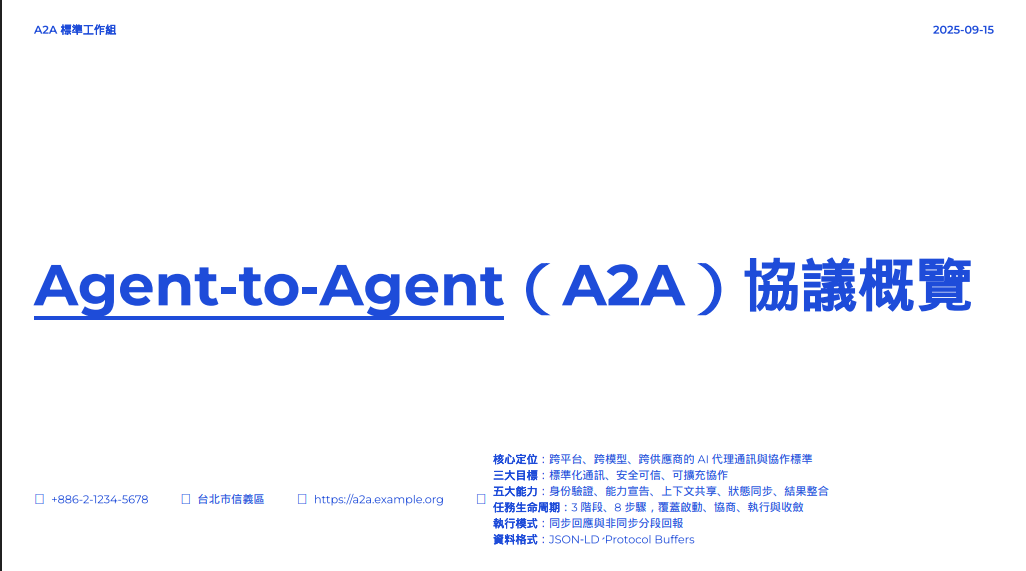 A2A 標準工作組
2025-09-15
Agent-to-Agent（A2A）協議概覽
+886-2-1234-5678
台北市信義區
https://a2a.example.org
核心定位：跨平台、跨模型、跨供應商的 AI 代理通訊與協作標準
三大目標：標準化通訊、安全可信、可擴充協作
五大能力：身份驗證、能力宣告、上下文共享、狀態同步、結果整合
任務生命周期：3 階段、8 步驟，覆蓋啟動、協商、執行與收斂
執行模式：同步回應與非同步分段回報
資料格式：JSON-LD、Protocol Buffers